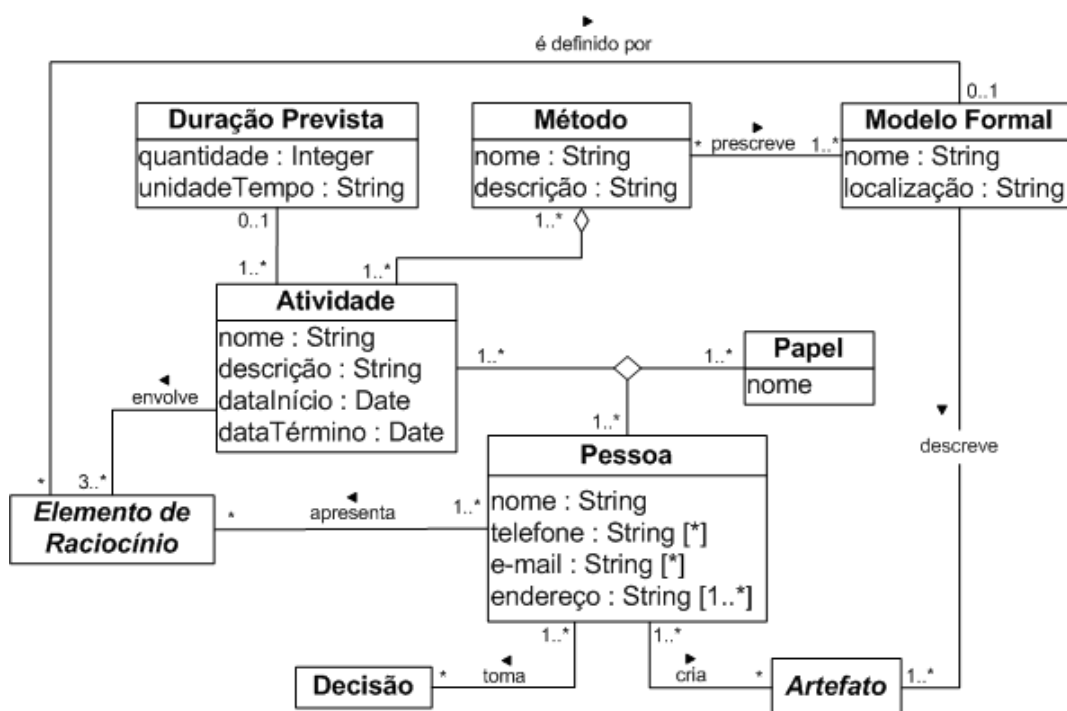 é definido por
0..1
Duração Prevista
quantidade : Integer
unidadeTempo : String
0..1
1..*
Método
nome : String
descrição : String
1..*
1..*
* prescreve 1..*
Modelo Formal
nome : String
localização : String
Atividade
nome : String
descrição : String
dataInício : Date
dataTérmino : Date
1..*
1..*
1..*
Papel
nome
envolve
descreve
*
3..*
Elemento de
Raciocínio
* apresenta 1..*
Pessoa
nome : String
telefone : String [*]
e-mail : String [*]
endereço : String [1..*]
1..*
1..*
Decisão
* toma
cria *
Artefato
1..*